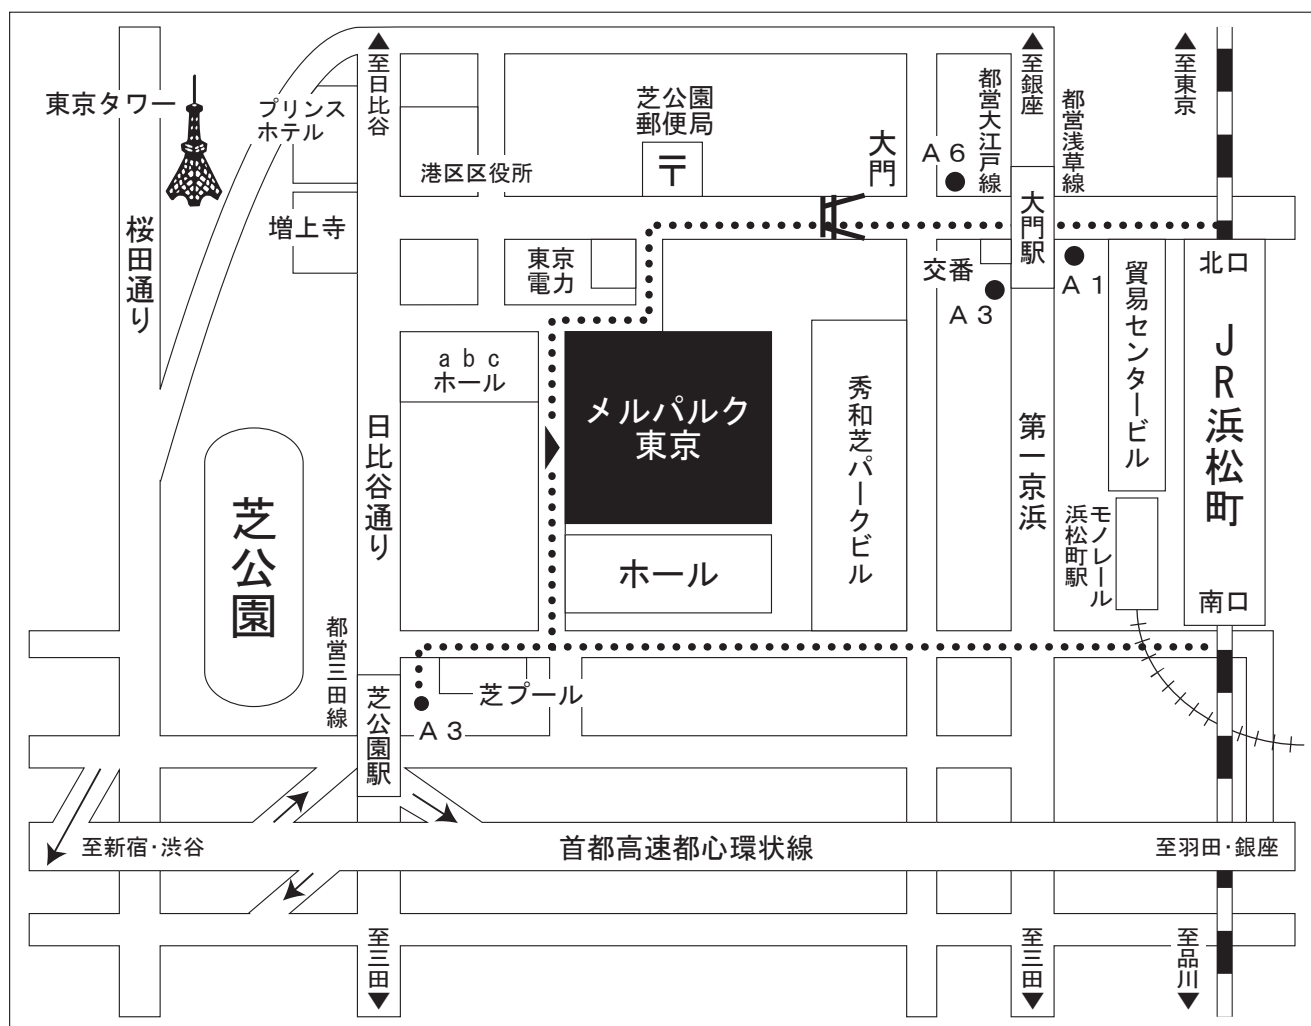 東京タワー
プリンス
ホテル
至日比谷
港区区役所
芝公園
郵便局
〒
大門
A6
都営大江戸線
至銀座
都営浅草線
至東京
桜田通り
増上寺
東京
電力
大門駅
交番
A3
A1
北口
貿易センタービル
JR浜松町
南口
abc
ホール
メルパルク
東京
秀和芝パークビル
第一京浜
モノレール
浜松町駅
日比谷通り
芝公園
ホール
都営三田線
芝公園駅
A3
芝プール
至新宿・渋谷
首都高速都心環状線
至羽田・銀座
至三田
至三田
至品川